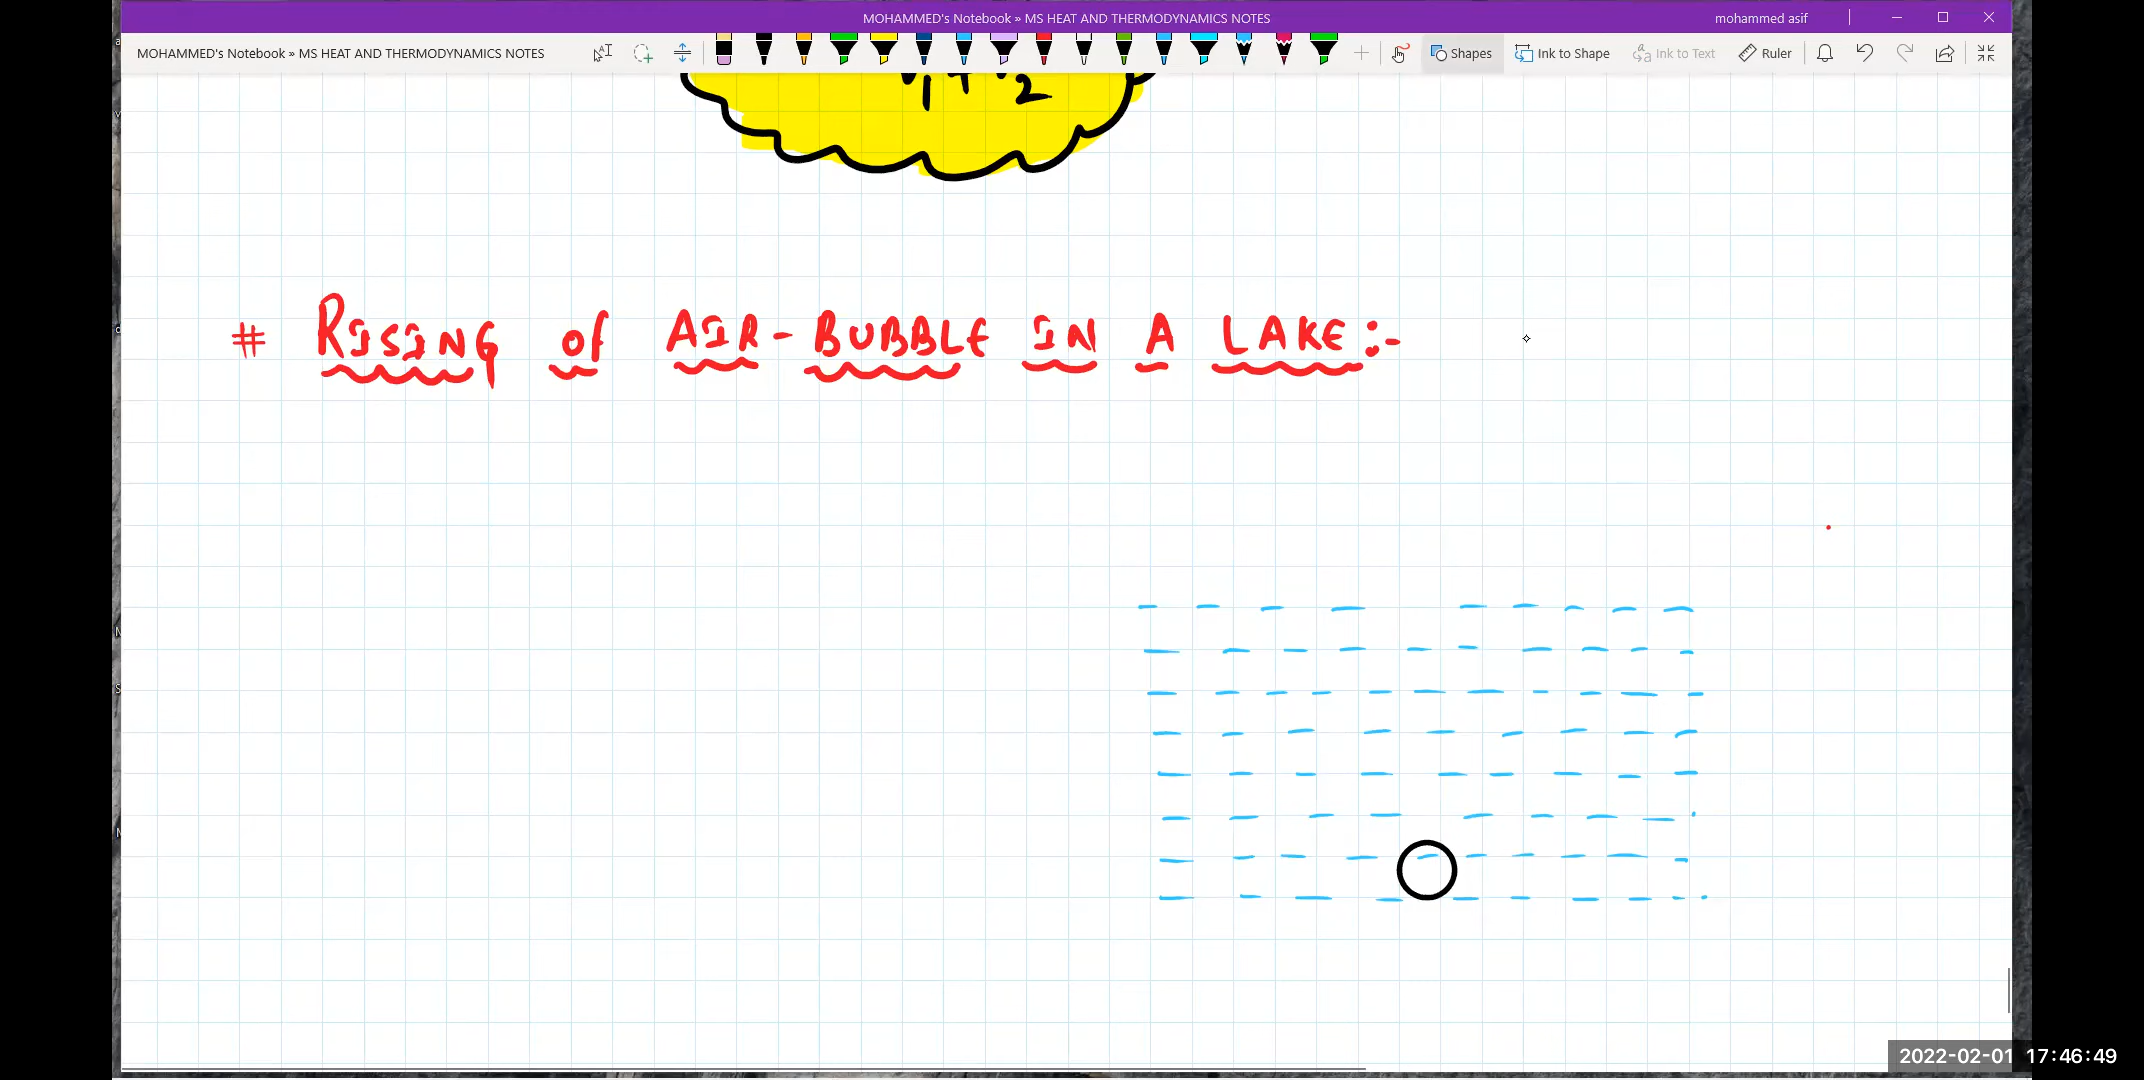 MOHAMMED's Notebook » MS HEAT AND THERMODYNAMICS NOTES
mohammed asif
MOHAMMED's Notebook » MS HEAT AND THERMODYNAMICS NOTES
Shapes
Ink to Shape
Ink to Text
Ruler
# RISING of AIR-BUBBLE IN A LAKE:-
2022-02-01 17:46:49